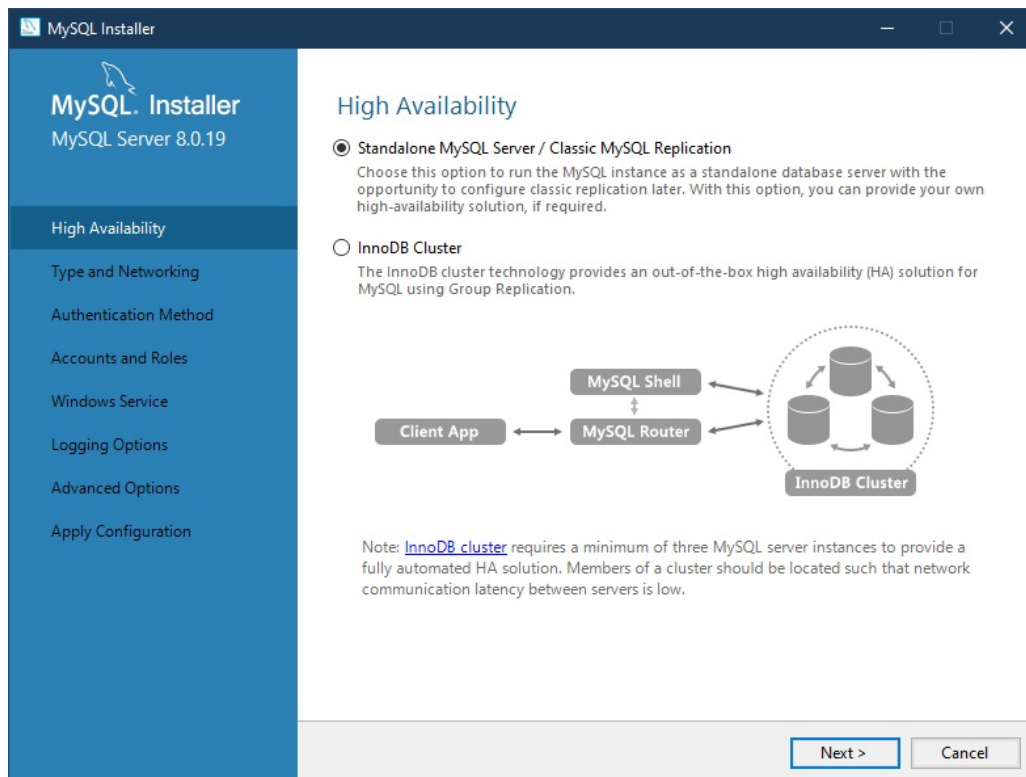 MySQL Installer
MySQL. Installer
MySQL Server 8.0.19
High Availability
Type and Networking
Authentication Method
Accounts and Roles
Windows Service
Logging Options
Advanced Options
Apply Configuration
High Availability
Standalone MySQL Server / Classic MySQL Replication
Choose this option to run the MySQL instance as a standalone database server with the
opportunity to configure classic replication later. With this option, you can provide your own
high-availability solution, if required.
InnoDB Cluster
The InnoDB cluster technology provides an out-of-the-box high availability (HA) solution for
MySQL using Group Replication.
MySQL Shell
Client App
MySQL Router
InnoDB Cluster
Note: InnoDB cluster requires a minimum of three MySQL server instances to provide a
fully automated HA solution. Members of a cluster should be located such that network
communication latency between servers is low.
Next >
Cancel